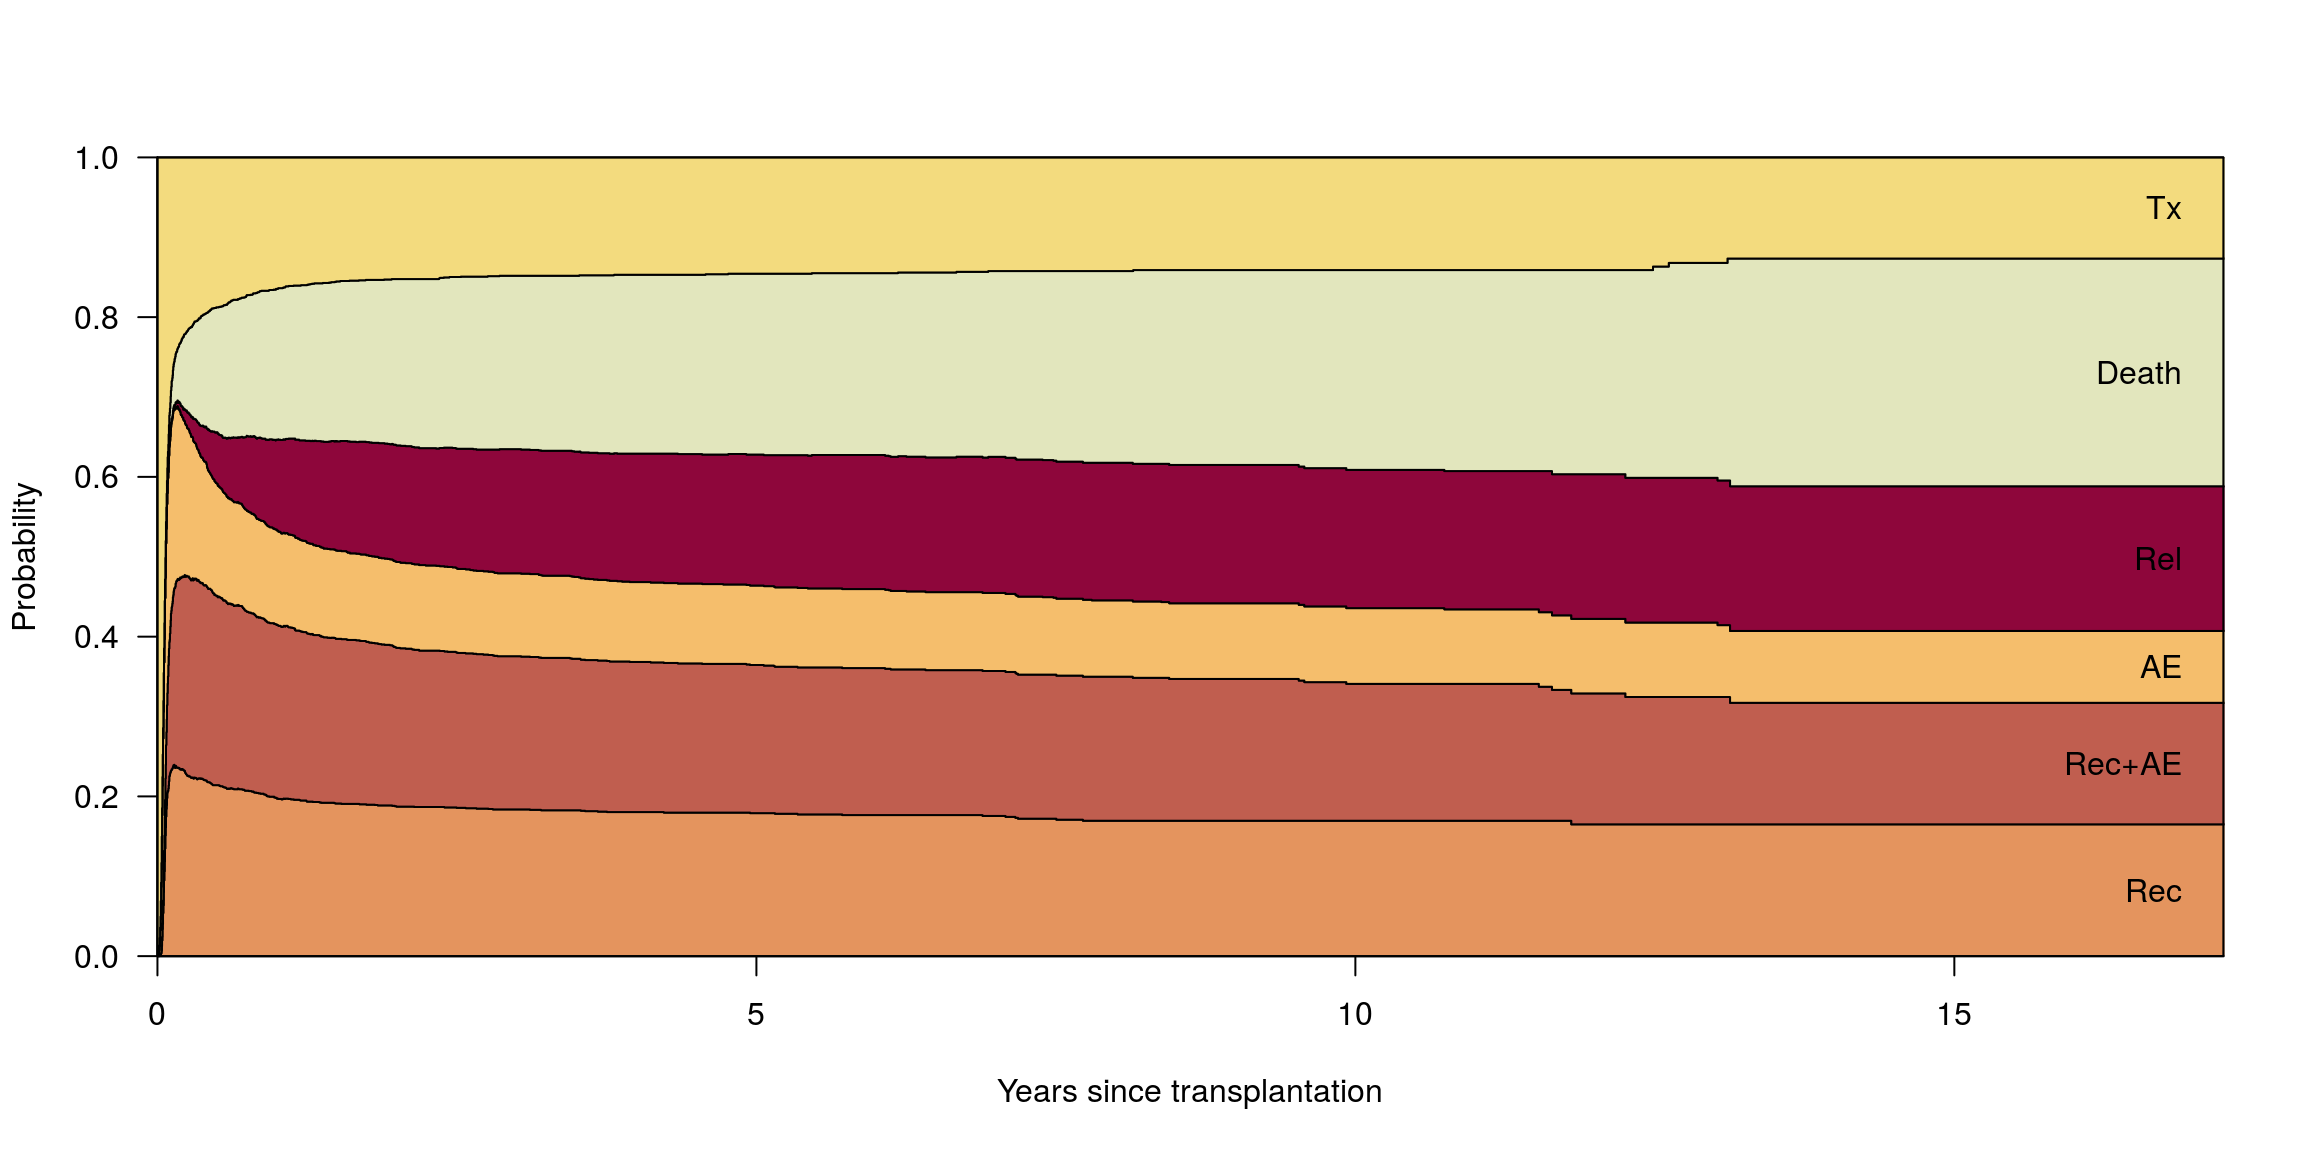 1.0
0.8
0.6
0.4
0.2
0.0
Probability
Tx
Death
Rel
AE
Rec+AE
Rec
0 5 10 15
Years since transplantation